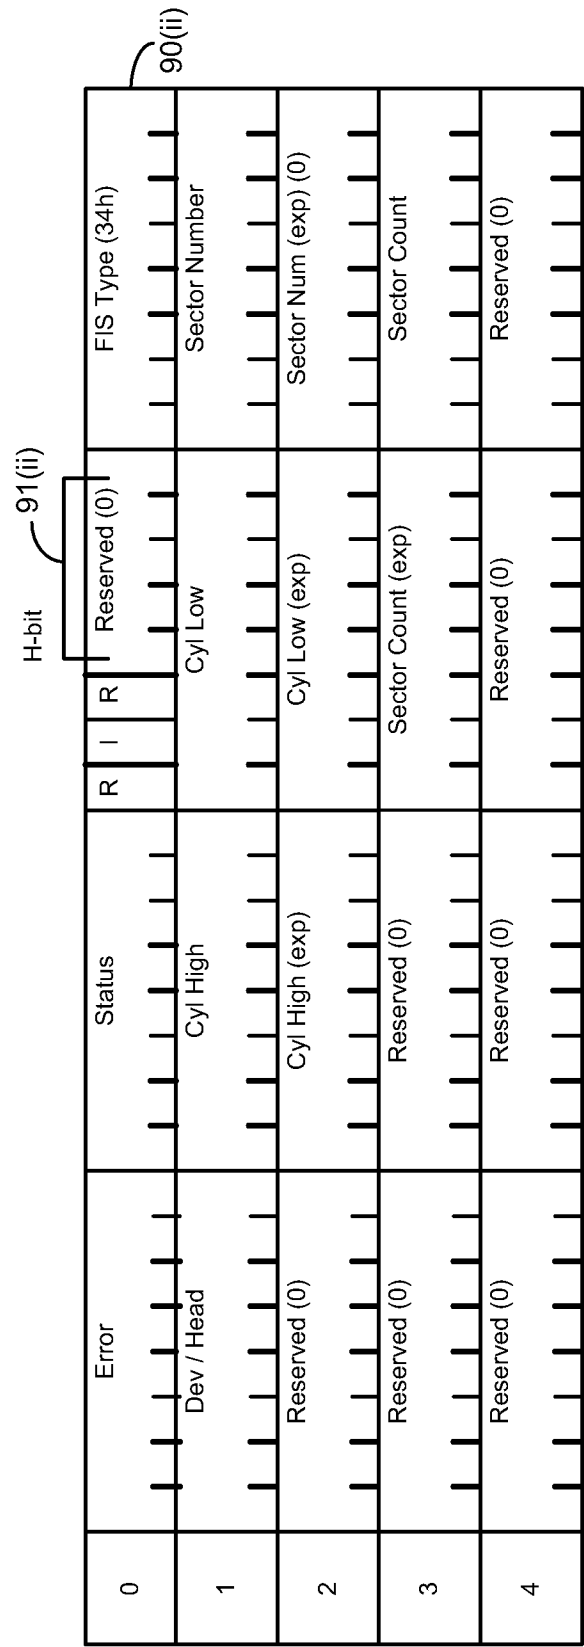 90(ii)
91(ii)
H-bit
0 Error Status R I R Reserved (0) FIS Type (34h)
1 Dev / Head Cyl High Cyl Low Sector Number
2 Reserved (0) Cyl High (exp) Cyl Low (exp) Sector Num (exp) (0)
3 Reserved (0) Reserved (0) Sector Count (exp) Sector Count
4 Reserved (0) Reserved (0) Reserved (0) Reserved (0)